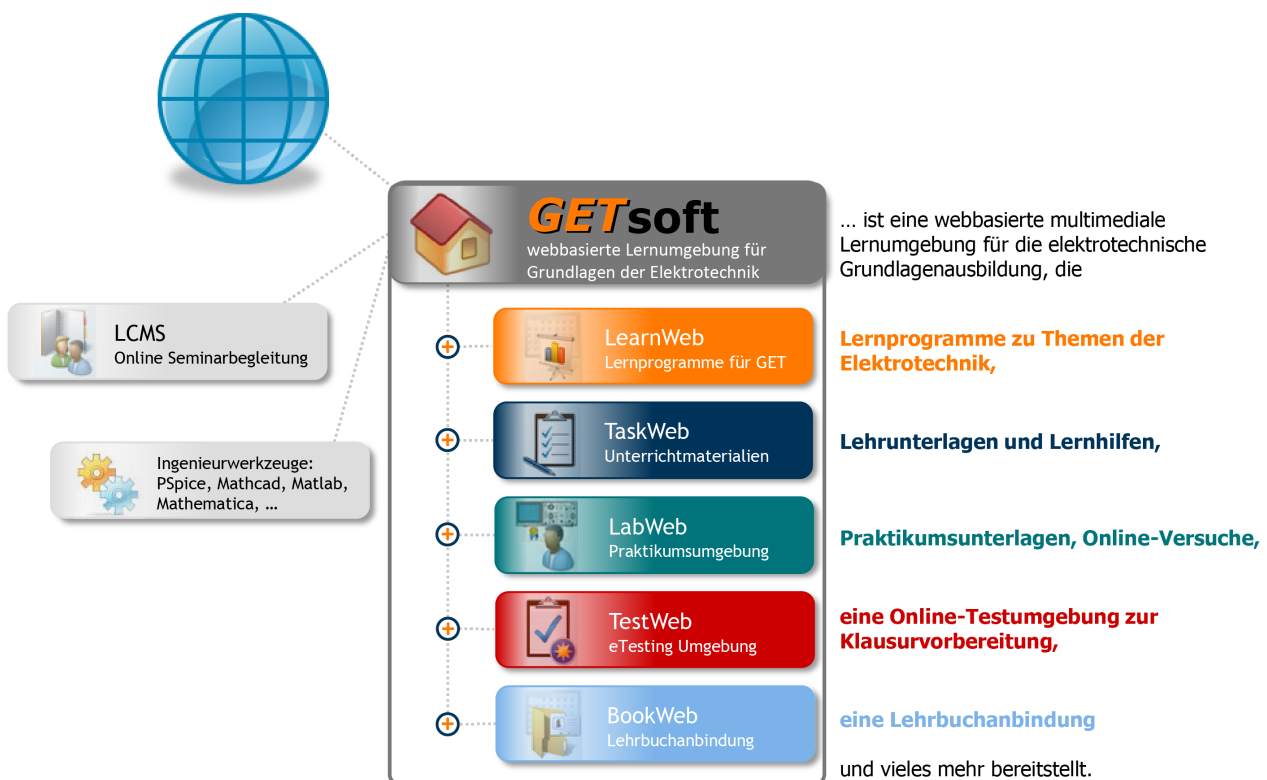 GETsoft
webbasierte Lernumgebung für
Grundlagen der Elektrotechnik
... ist eine webbasierte multimediale
Lernumgebung für die elektrotechnische
Grundlagenausbildung, die
LCMS
Online Seminarbegleitung
Ingenieurwerkzeuge:
PSpice, Mathcad, Matlab,
Mathematica, ...
LearnWeb
Lernprogramme für GET
Lernprogramme zu Themen der
Elektrotechnik,
TaskWeb
Unterrichtmaterialien
Lehrunterlagen und Lernhilfen,
LabWeb
Praktikumsumgebung
Praktikumsunterlagen, Online-Versuche,
TestWeb
eTesting Umgebung
eine Online-Testumgebung zur
Klausurvorbereitung,
BookWeb
Lehrbuchanbindung
eine Lehrbuchanbindung
und vieles mehr bereitstellt.